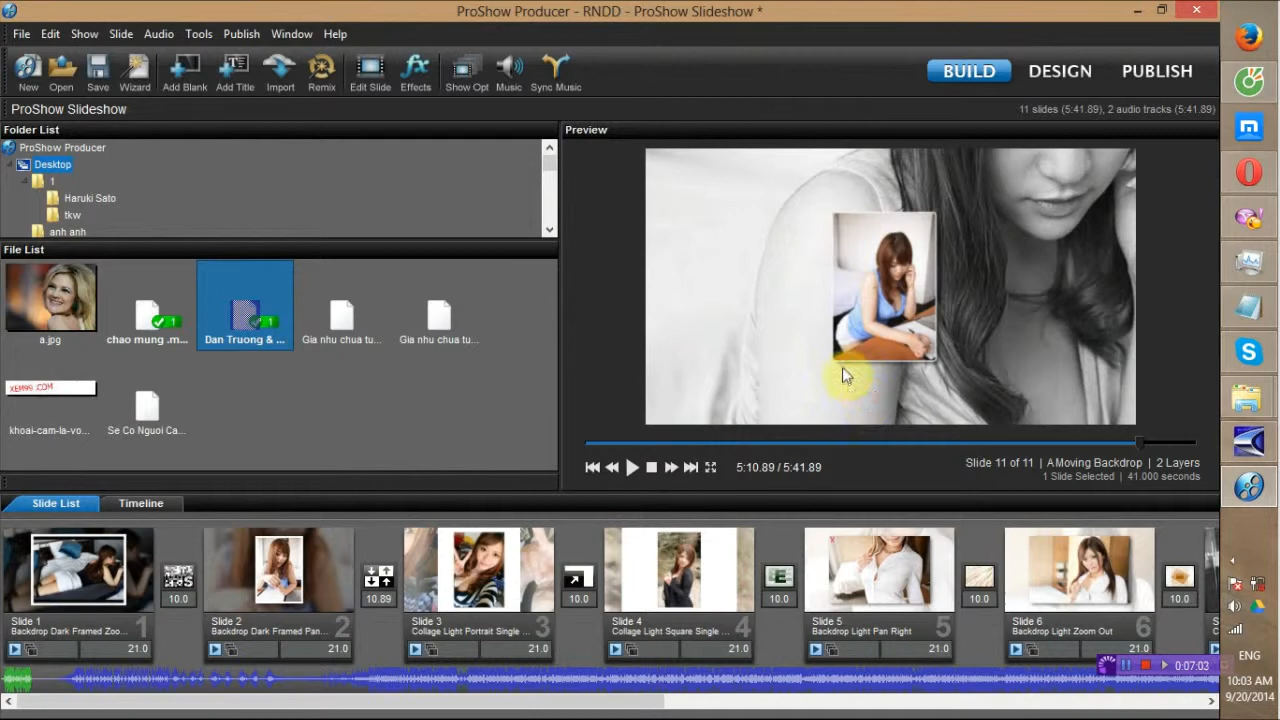 ProShow Producer - RNDD - ProShow Slideshow *
File Edit Show Slide Audio Tools Publish Window Help
New Open Save Wizard Add Blank Add Title Import Remix Edit Slide Effects Show Opt Music Sync Music
BUILD DESIGN PUBLISH
ProShow Slideshow
11 slides (5:41.89), 2 audio tracks (5:41.89)
Folder List
Preview
ProShow Producer
Desktop
1
Haruki Sato
tkw
anh anh
File List
1
1
a.jpg
chao mung .m...
Dan Truong & ...
Gia nhu chua tu...
Gia nhu chua tu...
XEM99 .COM
khoai-cam-la-vo...
Se Co Nguoi Ca...
5:10.89 / 5:41.89
Slide 11 of 11 | A Moving Backdrop | 2 Layers
1 Slide Selected | 41.000 seconds
Slide List
Timeline
10.0
10.89
10.0
10.0
10.0
10.0
Slide 1
Backdrop Dark Framed Zoo...
1
21.0
Slide 2
Backdrop Dark Framed Pan...
2
21.0
Slide 3
Collage Light Portrait Single ...
3
21.0
Slide 4
Collage Light Square Single ...
4
21.0
Slide 5
Backdrop Light Pan Right
5
21.0
Slide 6
Backdrop Light Zoom Out
6
21.0
0:07:03
ENG
10:03 AM
9/20/2014